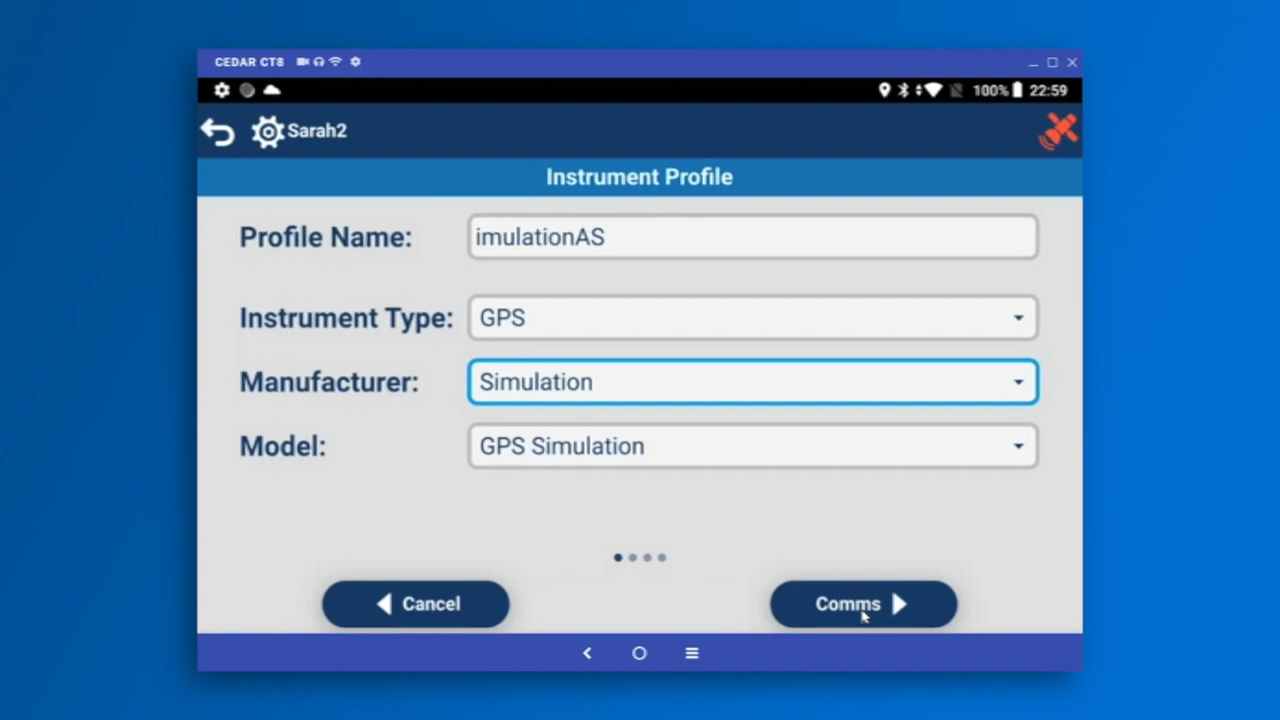 CEDAR CT8
100% 22:59
Sarah2
Instrument Profile
Profile Name: imulationAS
Instrument Type: GPS
Manufacturer: Simulation
Model: GPS Simulation
Cancel Comms